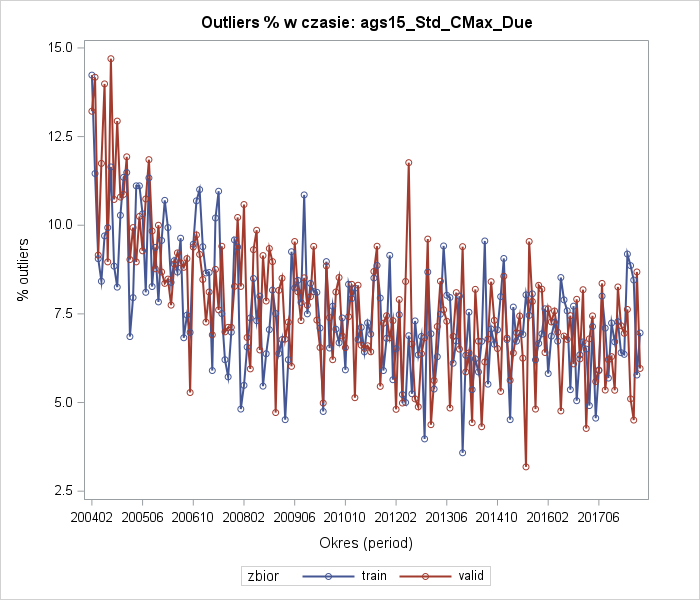 Outliers % w czasie: ags15_Std_CMax_Due
% outliers
15.0
12.5
10.0
7.5
5.0
2.5
200402 200506 200610 200802 200906 201010 201202 201306 201410 201602 201706
Okres (period)
zbior train valid